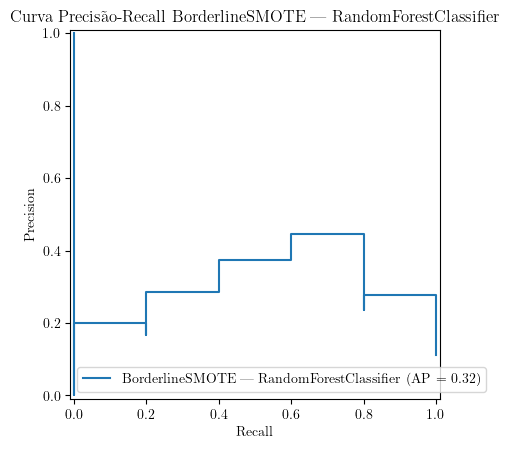 Curva Precisão-Recall BorderlineSMOTE — RandomForestClassifier
1.0
0.8
0.6
0.4
0.2
0.0
Precision
BorderlineSMOTE — RandomForestClassifier (AP = 0.32)
0.0 0.2 0.4 0.6 0.8 1.0
Recall